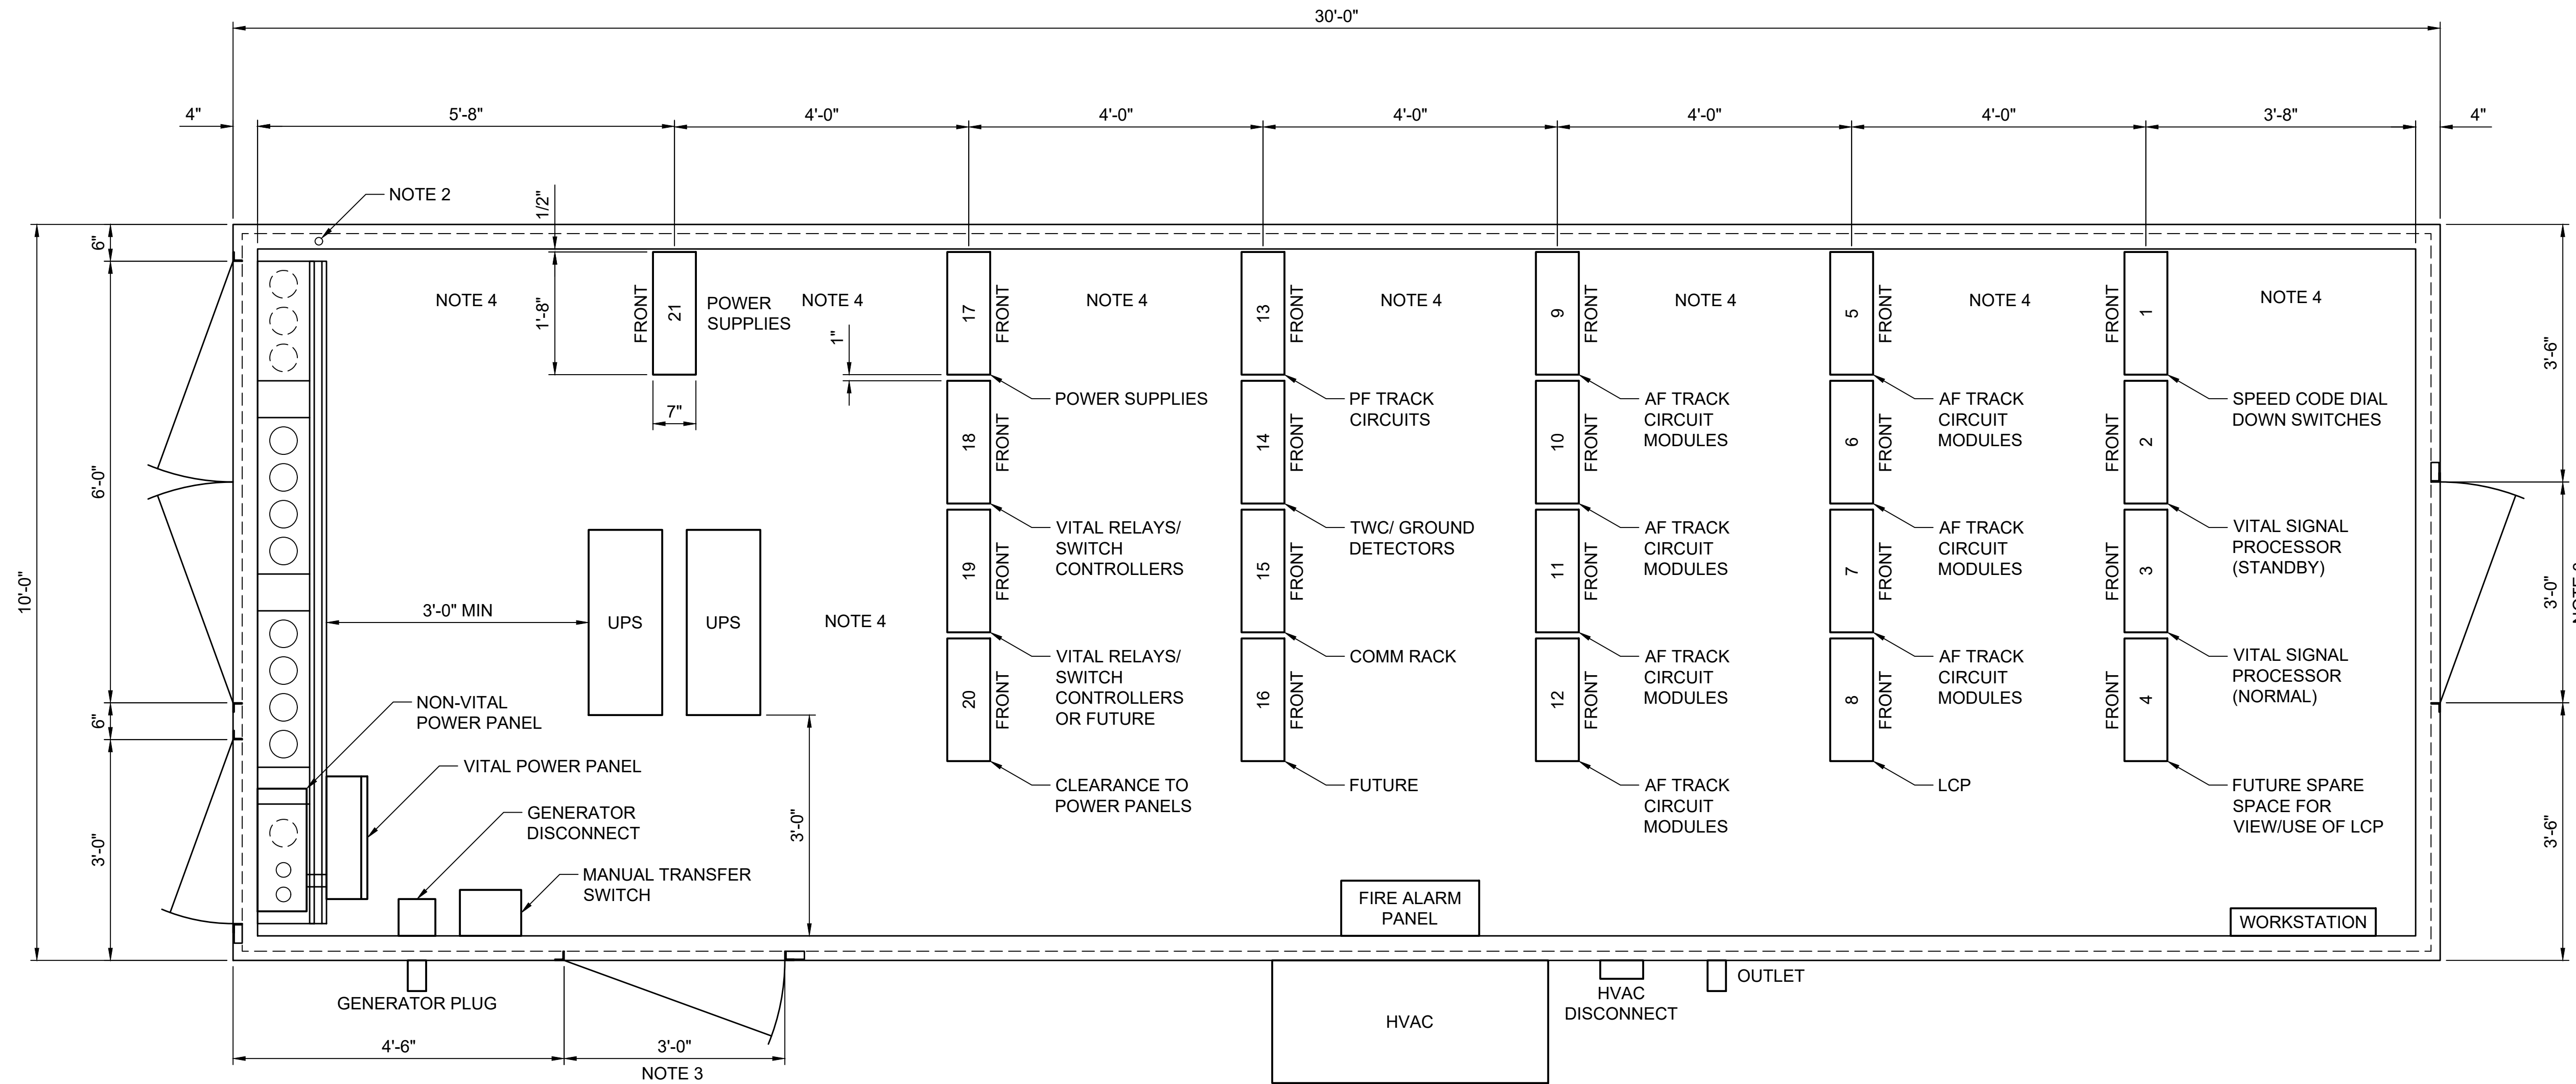 30'-0"
4"
5'-8"
4'-0"
4'-0"
4'-0"
4'-0"
4'-0"
3'-8"
4"
NOTE 2
1/2"
6"
6'-0"
10'-0"
6"
3'-0"
NOTE 4
1'-8"
FRONT
21
POWER
SUPPLIES
7"
NOTE 4
1"
17
FRONT
POWER SUPPLIES
18
FRONT
VITAL RELAYS/
SWITCH
CONTROLLERS
19
FRONT
VITAL RELAYS/
SWITCH
CONTROLLERS
OR FUTURE
20
FRONT
CLEARANCE TO
POWER PANELS
NOTE 4
13
FRONT
PF TRACK
CIRCUITS
14
FRONT
TWC/ GROUND
DETECTORS
15
FRONT
COMM RACK
16
FRONT
FUTURE
NOTE 4
9
FRONT
AF TRACK
CIRCUIT
MODULES
10
FRONT
AF TRACK
CIRCUIT
MODULES
11
FRONT
AF TRACK
CIRCUIT
MODULES
12
FRONT
AF TRACK
CIRCUIT
MODULES
NOTE 4
5
FRONT
AF TRACK
CIRCUIT
MODULES
6
FRONT
AF TRACK
CIRCUIT
MODULES
7
FRONT
AF TRACK
CIRCUIT
MODULES
8
FRONT
LCP
NOTE 4
FRONT
1
SPEED CODE DIAL
DOWN SWITCHES
FRONT
2
VITAL SIGNAL
PROCESSOR
(STANDBY)
FRONT
3
VITAL SIGNAL
PROCESSOR
(NORMAL)
FRONT
4
FUTURE SPARE
SPACE FOR
VIEW/USE OF LCP
NOTE 4
3'-6"
3'-0"
3'-6"
3'-0" MIN
UPS
UPS
NOTE 4
NON-VITAL
POWER PANEL
VITAL POWER PANEL
GENERATOR
DISCONNECT
MANUAL TRANSFER
SWITCH
3'-0"
FIRE ALARM
PANEL
WORKSTATION
GENERATOR PLUG
HVAC
HVAC
DISCONNECT
OUTLET
4'-6"
3'-0"
NOTE 3